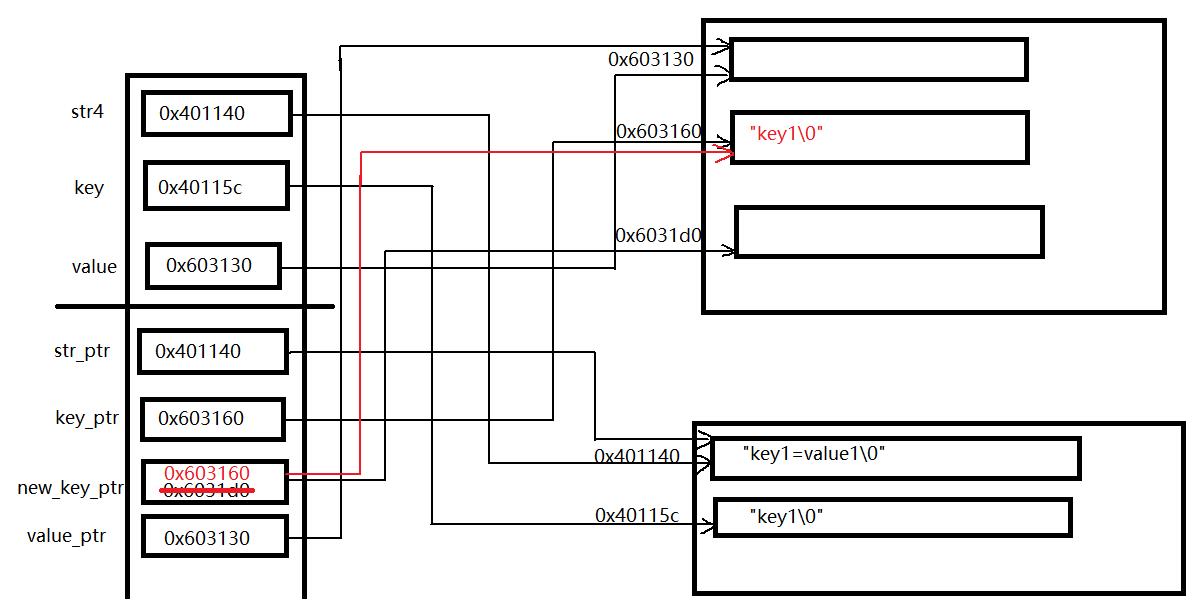 str4
0x401140
key
0x40115c
value
0x603130
str_ptr
0x401140
key_ptr
0x603160
new_key_ptr
0x603160
0x6031d0
value_ptr
0x603130
0x603130
0x603160
"key1\0"
0x6031d0
0x401140
"key1=value1\0"
0x40115c
"key1\0"